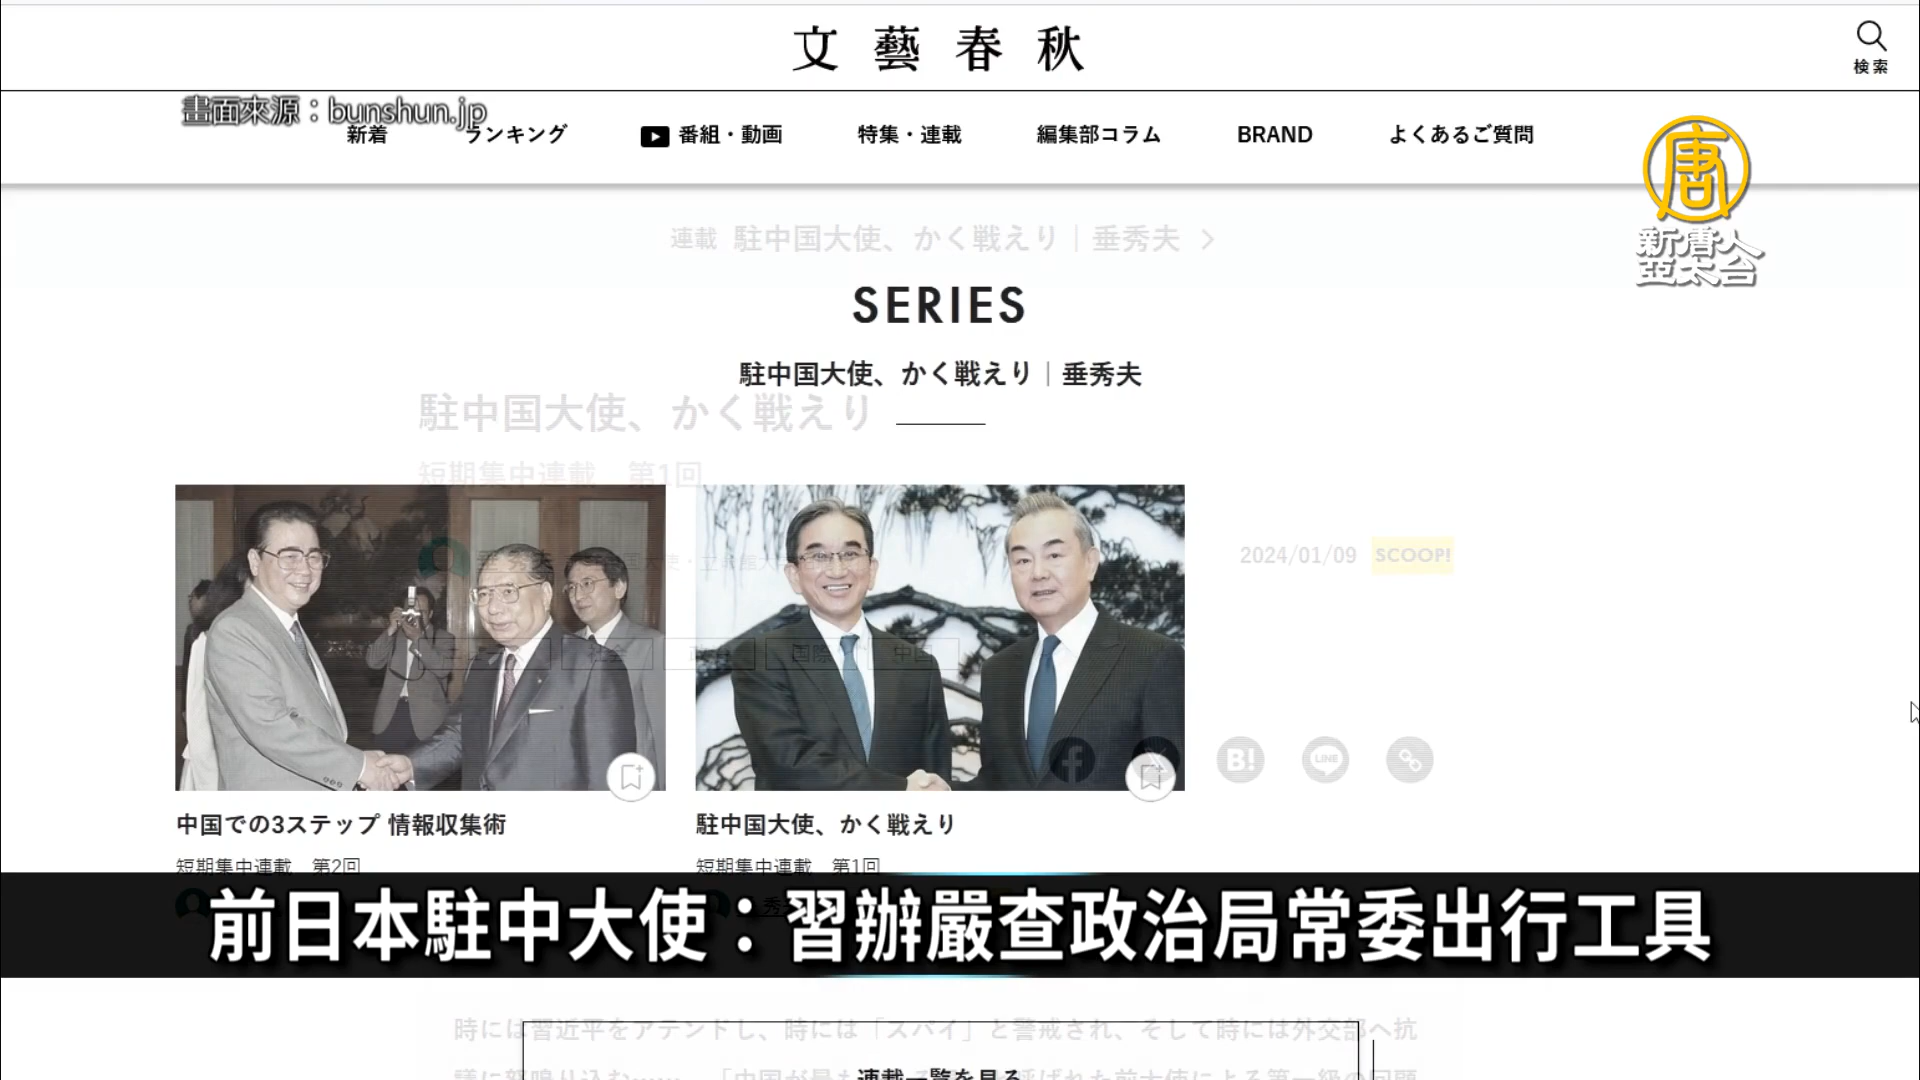 文藝春秋
検索
畫面來源：bunshun.jp
新着 ランキング 番組・動画 特集・連載 編集部コラム BRAND よくあるご質問
唐
新唐人
亞太台
連載 駐中国大使、かく戦えり｜垂秀夫
SERIES
駐中国大使、かく戦えり｜垂秀夫
駐中国大使、かく戦えり
短期集中連載 第1回
2024/01/09 SCOOP!
国際 中国
B! LINE
中国での3ステップ 情報収集術
駐中国大使、かく戦えり
短期集中連載 第2回
短期集中連載 第1回
前日本駐中大使：習辦嚴查政治局常委出行工具
時には習近平をアテンドし、時には「スパイ」と警戒され、そして時には外交部へ抗
連載一覧を見る